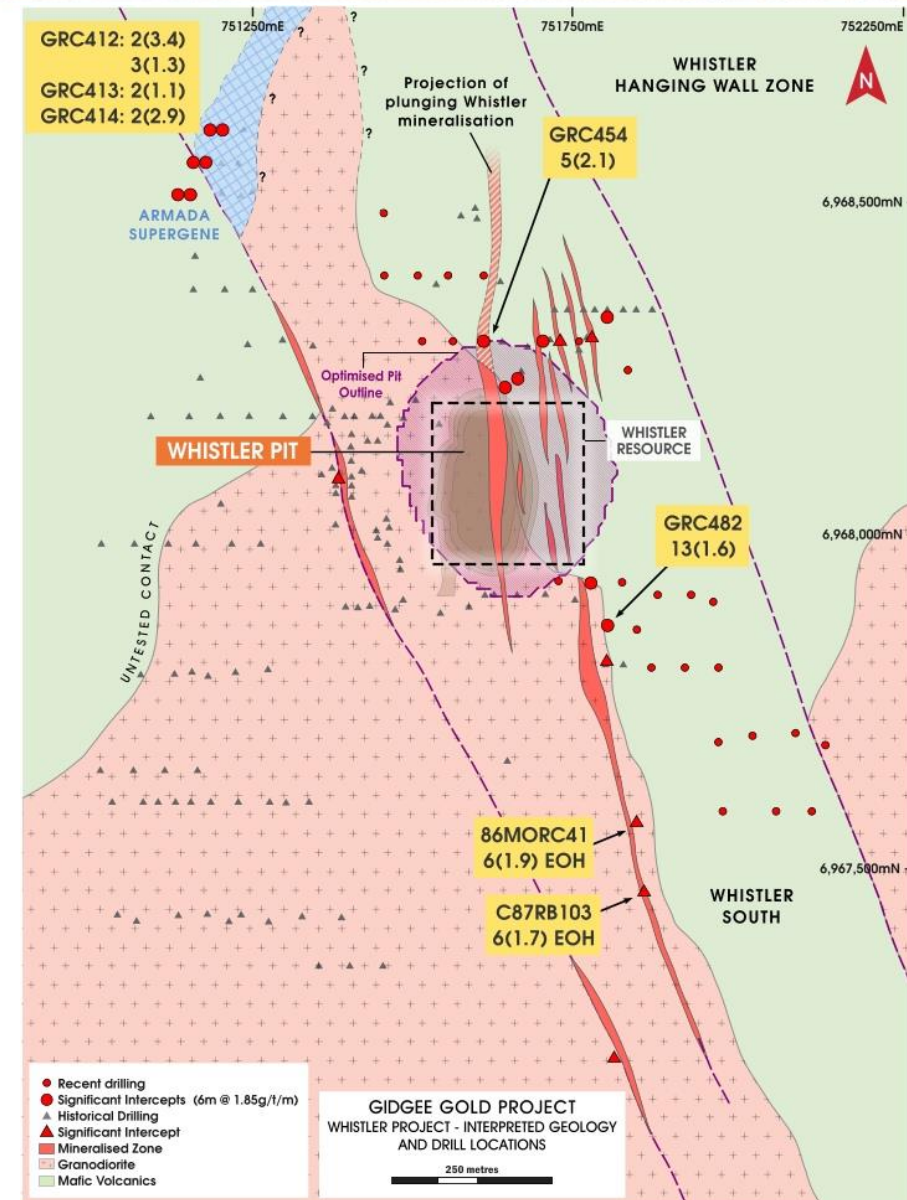 751250mE
751750mE
752250mE
GRC412: 2(3.4)
3(1.3)
GRC413: 2(1.1)
GRC414: 2(2.9)
?
?
?
?
?
?
Projection of
plunging Whistler
mineralisation
WHISTLER
HANGING WALL ZONE
N
GRC454
5(2.1)
6,968,500mN
ARMADA
SUPERGENE
Optimised Pit
Outline
WHISTLER PIT
WHISTLER
RESOURCE
GRC482
13(1.6)
6,968,000mN
UNTESTED CONTACT
86MORC41
6(1.9) EOH
6,967,500mN
C87RB103
6(1.7) EOH
WHISTLER
SOUTH
Recent drilling
Significant Intercepts (6m @ 1.85g/t/m)
Historical Drilling
Significant Intercept
Mineralised Zone
Granodiorite
Mafic Volcanics
GIDGEE GOLD PROJECT
WHISTLER PROJECT - INTERPRETED GEOLOGY
AND DRILL LOCATIONS
250 metres